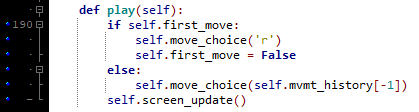 def play(self):
190 if self.first_move:
self.move_choice('r')
self.first_move = False
else:
self.move_choice(self.mvmt_history[-1])
self.screen_update()